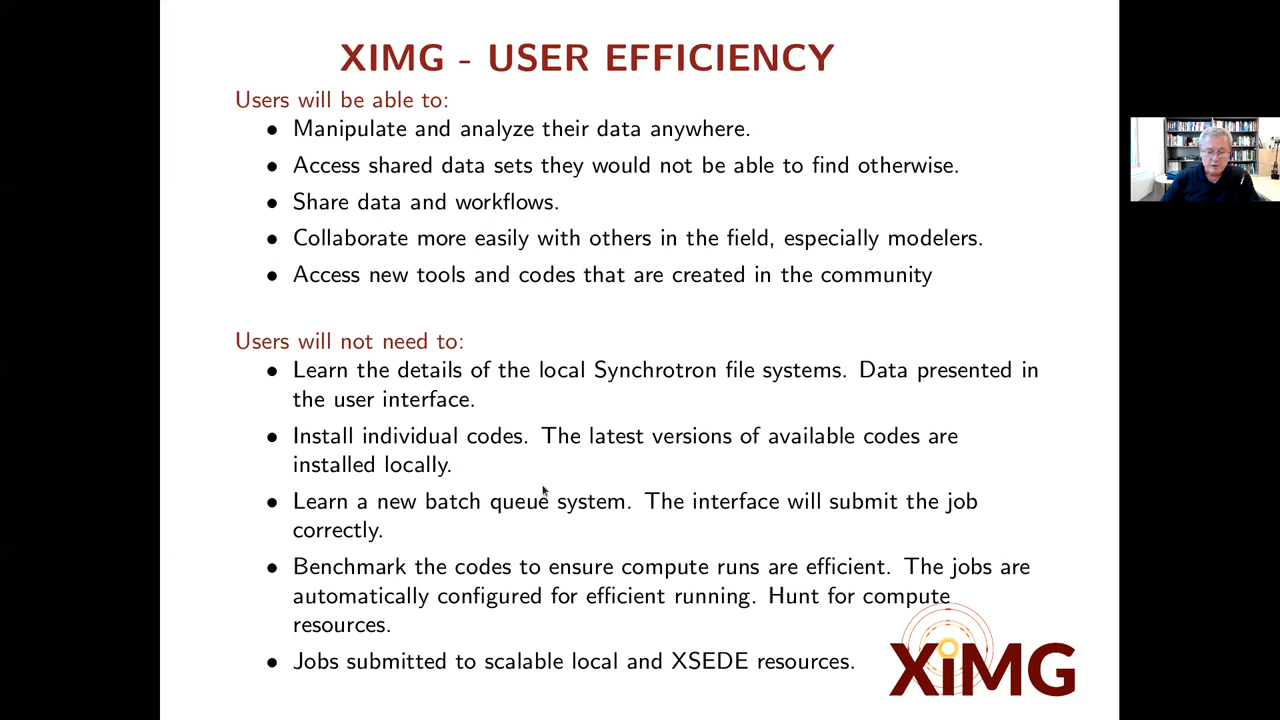 XIMG - USER EFFICIENCY
Users will be able to:
• Manipulate and analyze their data anywhere.
• Access shared data sets they would not be able to find otherwise.
• Share data and workflows.
• Collaborate more easily with others in the field, especially modelers.
• Access new tools and codes that are created in the community
Users will not need to:
• Learn the details of the local Synchrotron file systems. Data presented in
the user interface.
• Install individual codes. The latest versions of available codes are
installed locally.
• Learn a new batch queue system. The interface will submit the job
correctly.
• Benchmark the codes to ensure compute runs are efficient. The jobs are
automatically configured for efficient running. Hunt for compute
resources.
• Jobs submitted to scalable local and XSEDE resources.
XiMG